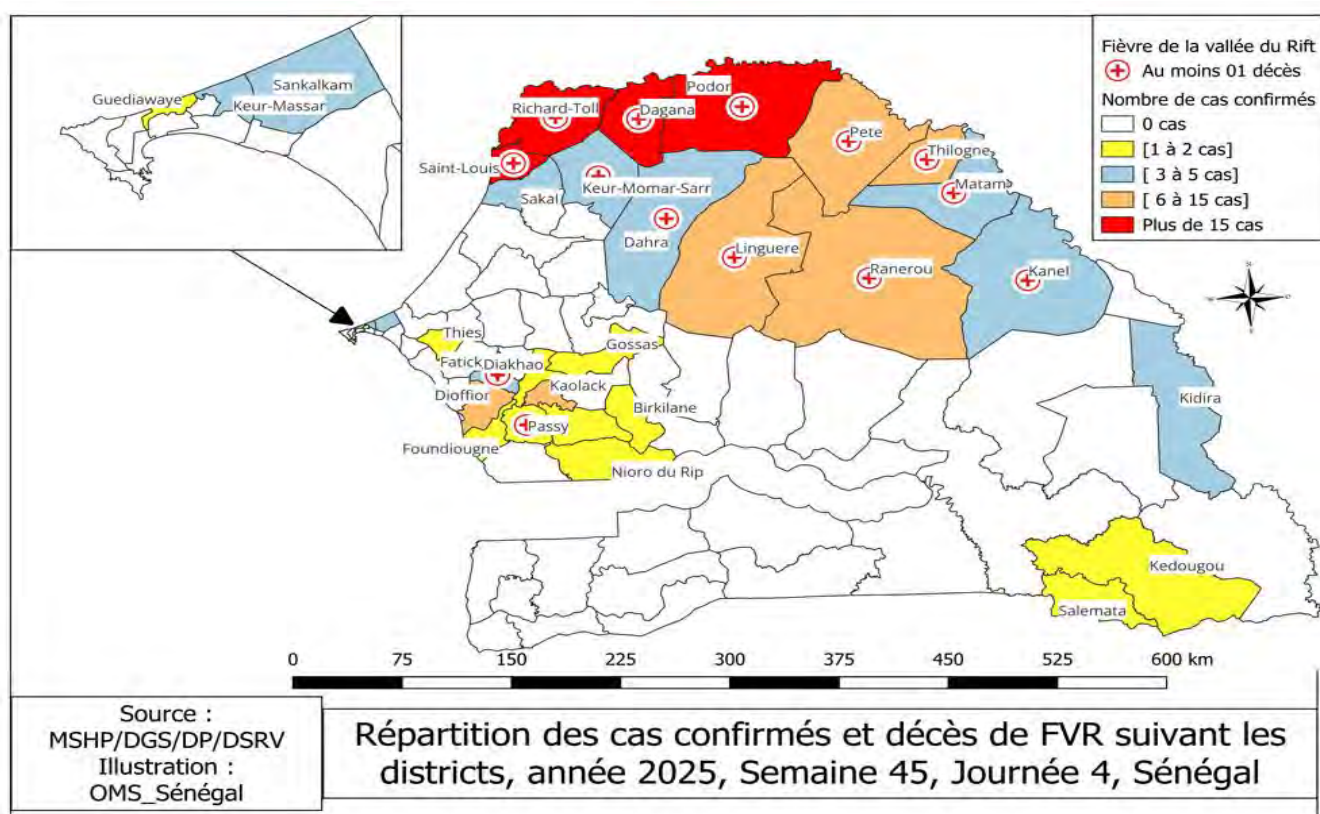 Guediawaye
Sankalkam
Keur-Massar
Fièvre de la vallée du Rift
Au moins 01 décès
Nombre de cas confirmés
0 cas
[1 à 2 cas]
[ 3 à 5 cas]
[ 6 à 15 cas]
Plus de 15 cas
Podor
Richard-Toll
Dagana
Pete
Thilogne
Saint-Louis
Keur-Momar-Sarr
Matam
Sakal
Dahra
Linguere
Ranerou
Kanel
Thies
Gossas
Fatick
Diakhao
Dioffior
Kaolack
Kidira
Birkilane
Passy
Foundiougne
Nioro du Rip
Kedougou
Salemata
0 75 150 225 300 375 450 525 600 km
Source :
MSHP/DGS/DP/DSRV
Illustration :
OMS_Sénégal
Répartition des cas confirmés et décès de FVR suivant les
districts, année 2025, Semaine 45, Journée 4, Sénégal